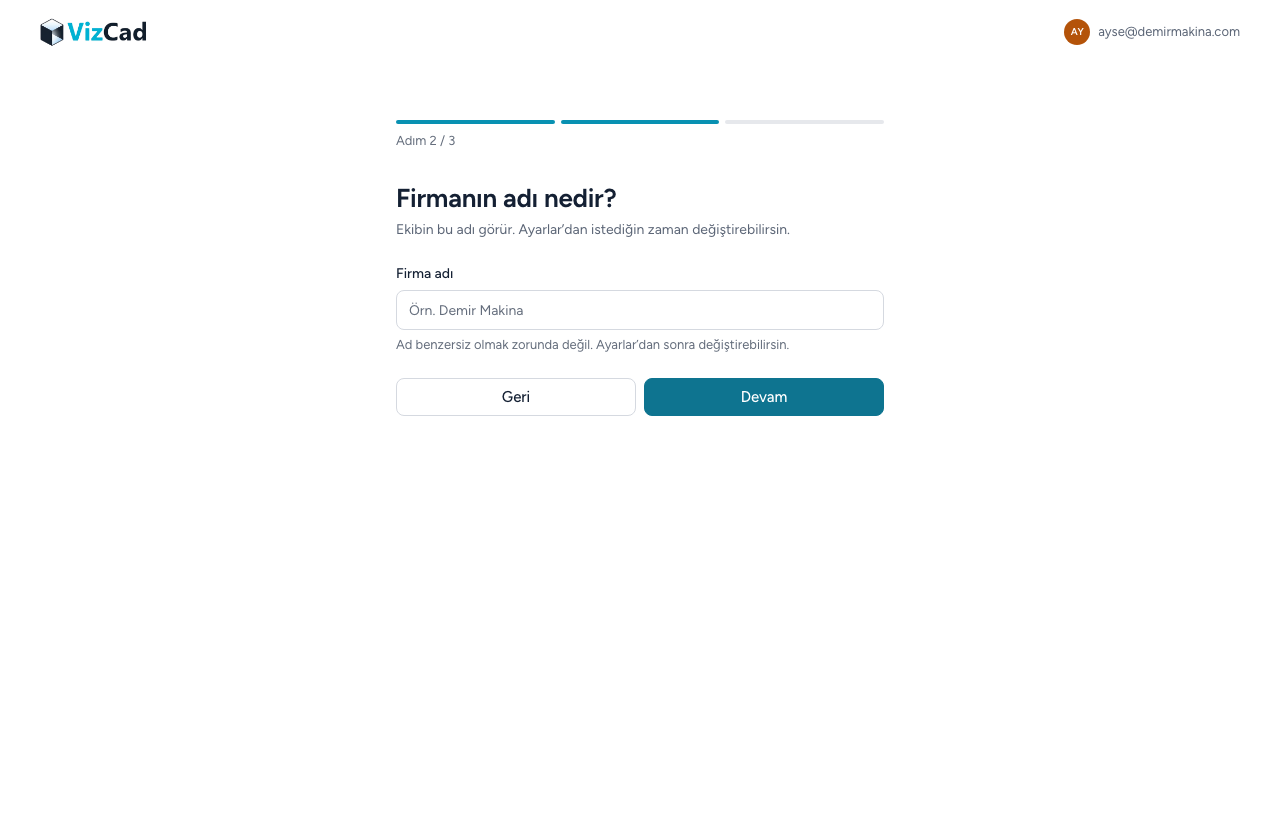 VizCad
AY ayse@demirmakina.com
Adım 2 / 3
Firmanın adı nedir?
Ekibin bu adı görür. Ayarlar’dan istediğin zaman değiştirebilirsin.
Firma adı
Örn. Demir Makina
Ad benzersiz olmak zorunda değil. Ayarlar’dan sonra değiştirebilirsin.
Geri
Devam